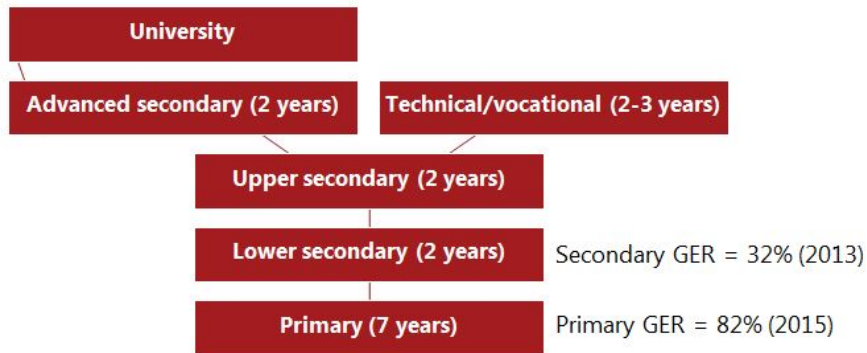 University
Advanced secondary (2 years)
Technical/vocational (2-3 years)
Upper secondary (2 years)
Lower secondary (2 years)
Secondary GER = 32% (2013)
Primary (7 years)
Primary GER = 82% (2015)